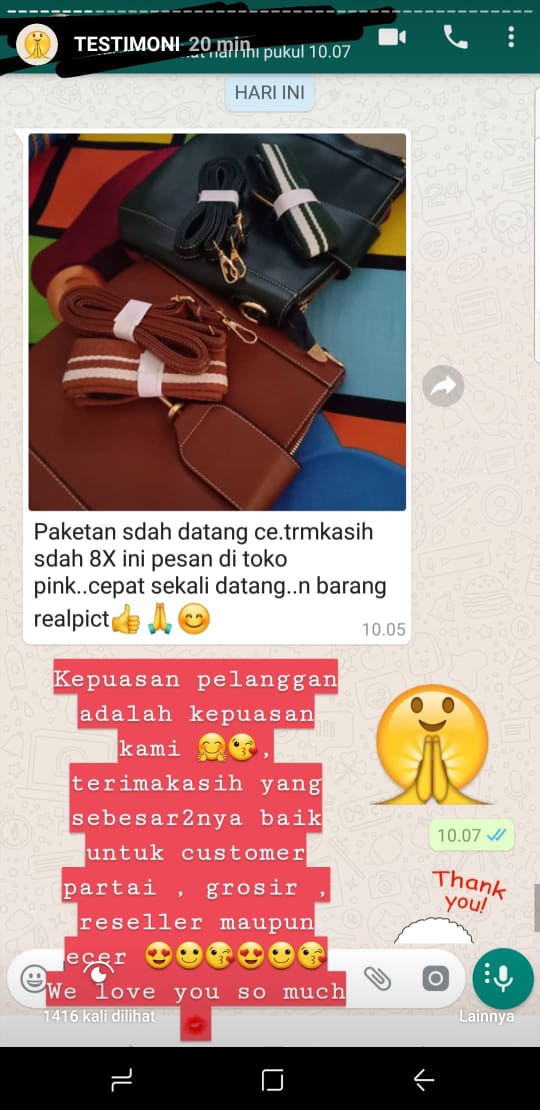 TESTIMONI 20 min
hari ini pukul 10.07
HARI INI
Paketan sdah datang ce.trmkasih
sdah 8X ini pesan di toko
pink..cepat sekali datang..n barang
realpict👍🙏😊
10.05
Kepuasan pelanggan
adalah kepuasan
kami 🤗😘,
terimakasih yang
sebesar2nya baik
untuk customer
partai , grosir ,
reseller maupun
ecer 😍🙂😘😍🙂😘
We love you so much
💋
10.07
Thank
you!
1416 kali dilihat
Lainnya